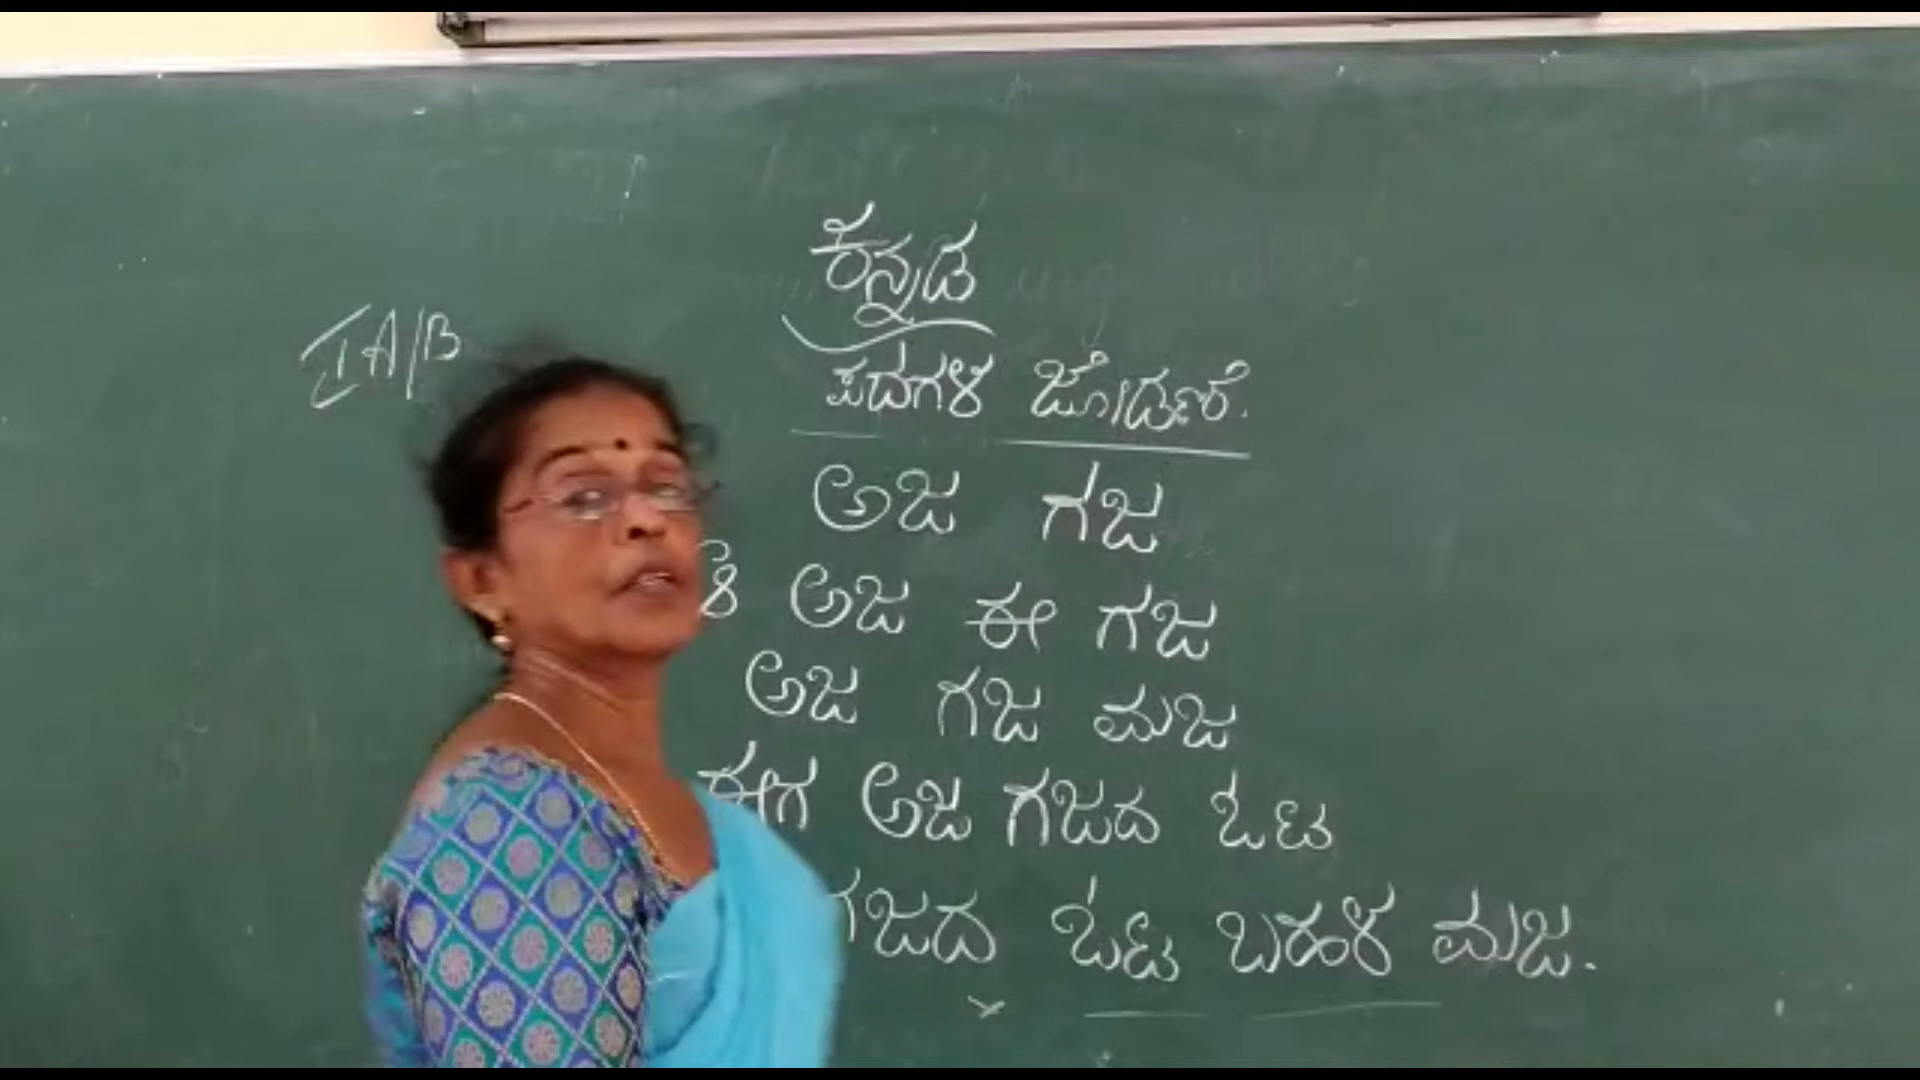 ಕನ್ನಡ
I A/B
ಪದಗಳ ಜೋಡಣೆ.
ಅಜ ಗಜ
ಅಜ ಈ ಗಜ
ಅಜ ಗಜ ಮಜ
ಈಗ ಅಜ ಗಜದ ಓಟ
ಗಜದ ಓಟ ಬಹಳ ಮಜ.